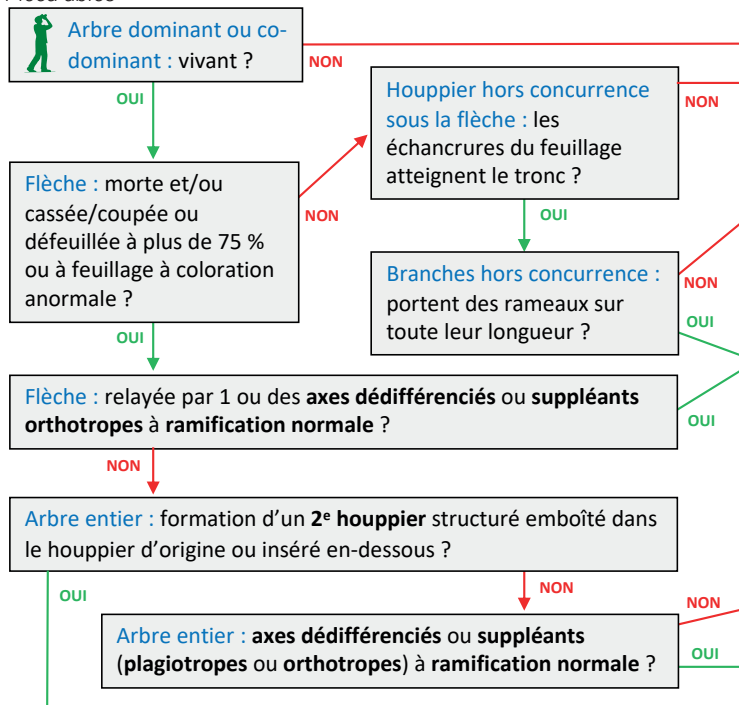 Arbre dominant ou co-
dominant : vivant ?
NON
OUI
Houppier hors concurrence
sous la flèche : les
échancrures du feuillage
atteignent le tronc ?
NON
OUI
Flèche : morte et/ou
cassée/coupée ou
défeuillée à plus de 75 %
ou à feuillage à coloration
anormale ?
NON
OUI
Branches hors concurrence :
portent des rameaux sur
toute leur longueur ?
NON
OUI
Flèche : relayée par 1 ou des axes dédifférenciés ou suppléants
orthotropes à ramification normale ?
OUI
NON
Arbre entier : formation d’un 2e houppier structuré emboîté dans
le houppier d’origine ou inséré en-dessous ?
OUI
NON
Arbre entier : axes dédifférenciés ou suppléants
(plagiotropes ou orthotropes) à ramification normale ?
NON
OUI